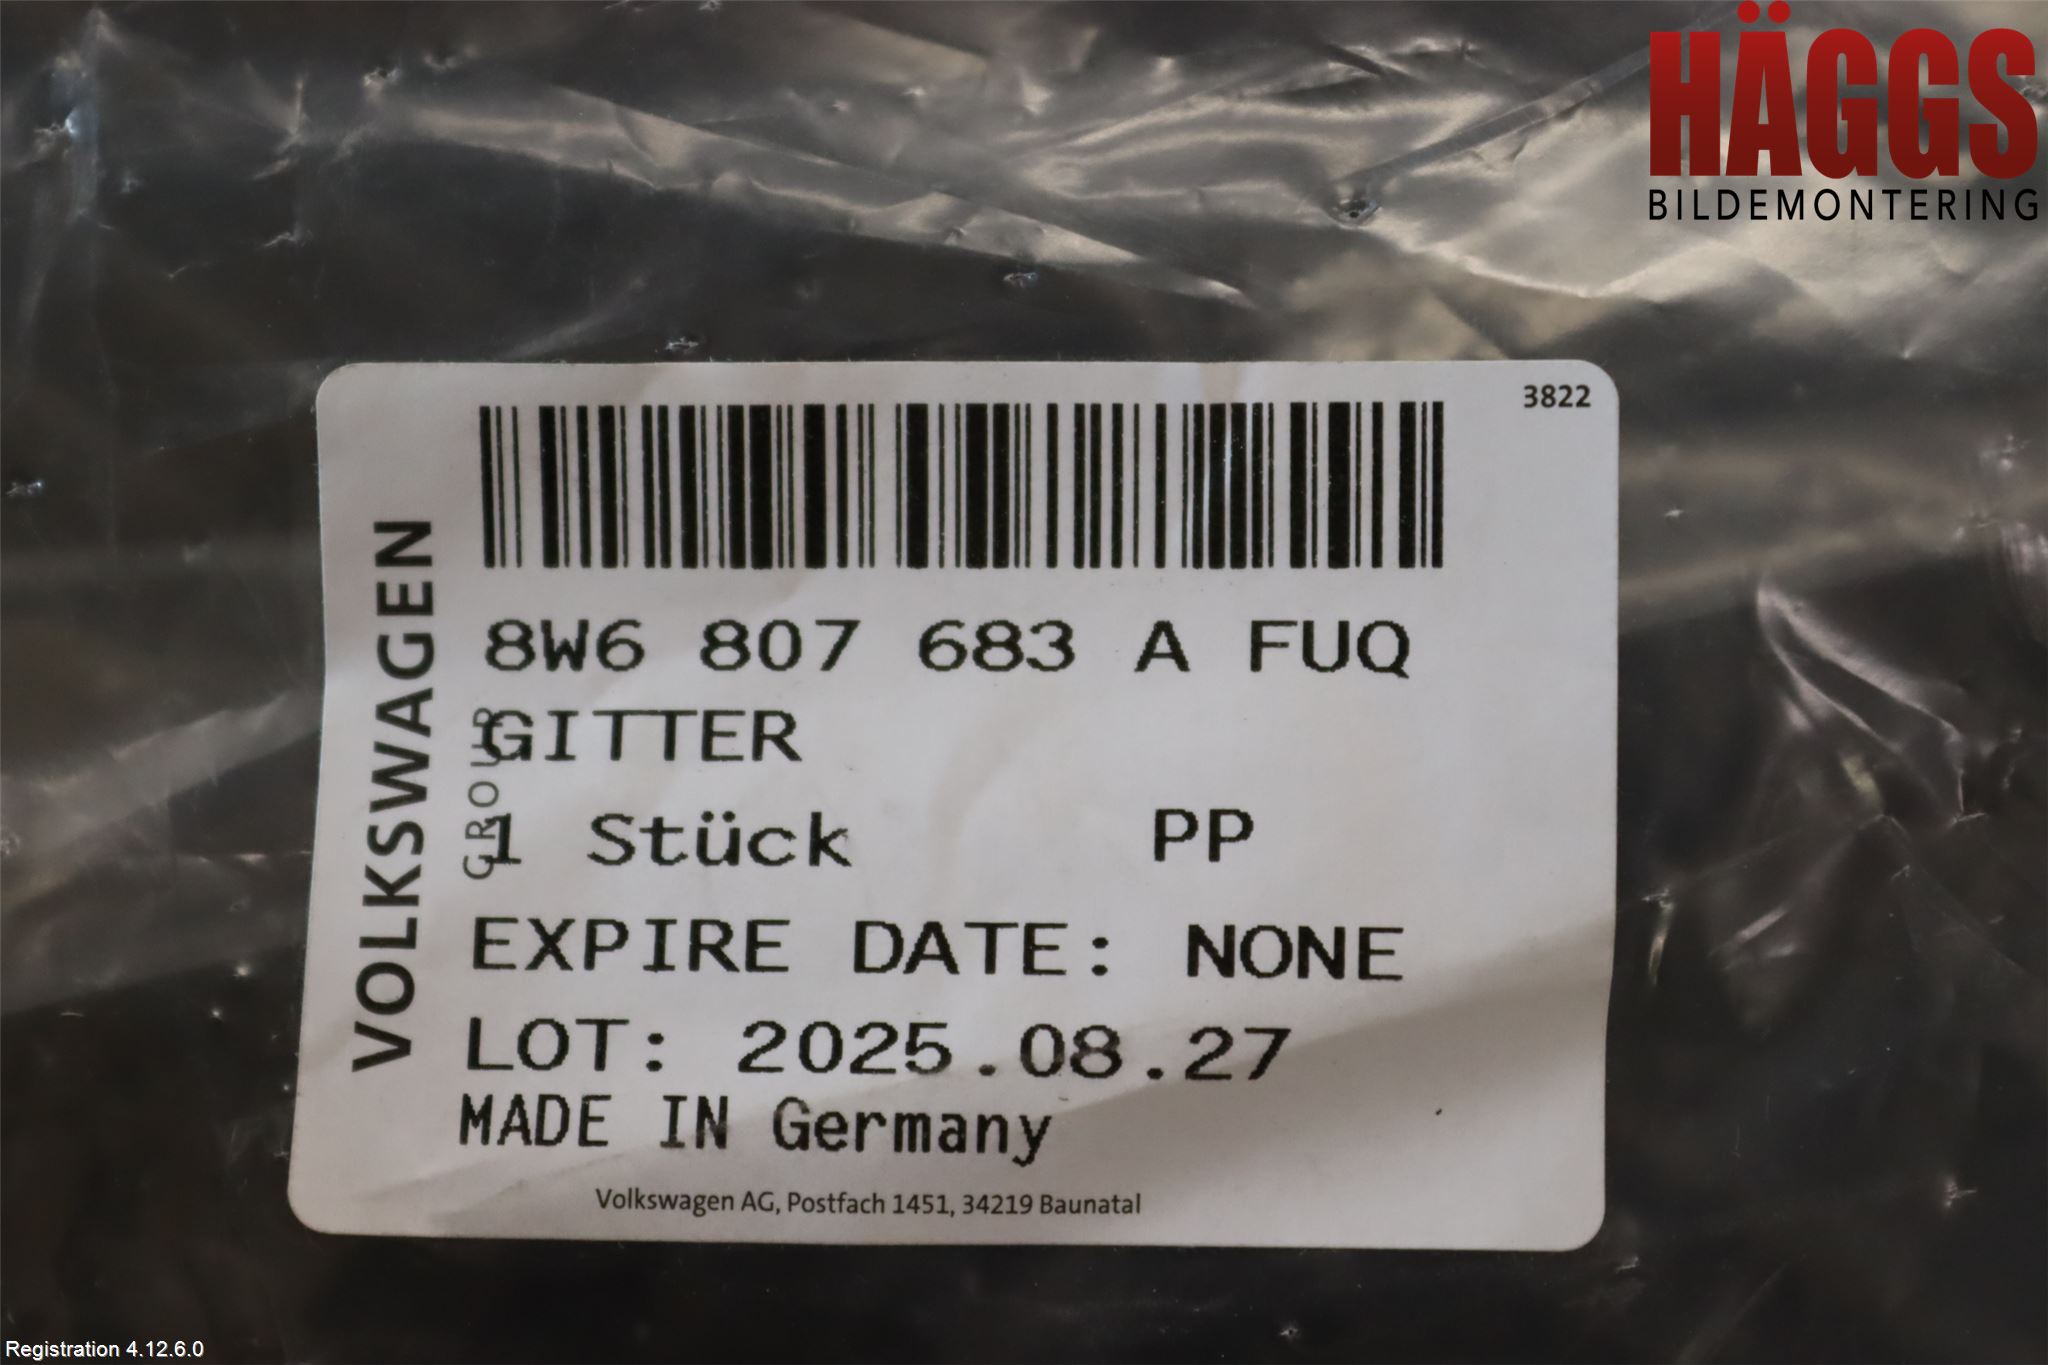 HÄGGS
BILDEMONTERING
3822
VOLKSWAGEN
GROUP
8W6 807 683 A FUQ
GITTER
1 Stück PP
EXPIRE DATE: NONE
LOT: 2025.08.27
MADE IN Germany
Volkswagen AG, Postfach 1451, 34219 Baunatal
Registration 4.12.6.0